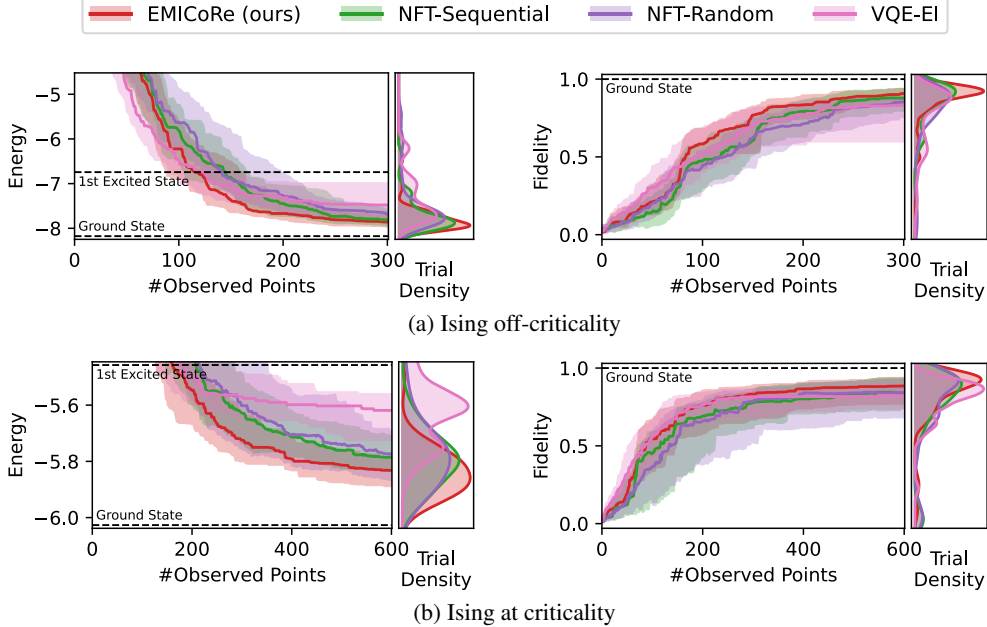 EMICoRe (ours) NFT-Sequential NFT-Random VQE-EI
Energy
−5
−6
−7
−8
1st Excited State
Ground State
0 100 200 300
#Observed Points
Trial
Density
Fidelity
1.0
0.5
0.0
Ground State
0 100 200 300
#Observed Points
Trial
Density
(a) Ising off-criticality
Energy
−5.6
−5.8
−6.0
1st Excited State
Ground State
0 200 400 600
#Observed Points
Trial
Density
Fidelity
1.0
0.5
0.0
Ground State
0 200 400 600
#Observed Points
Trial
Density
(b) Ising at criticality